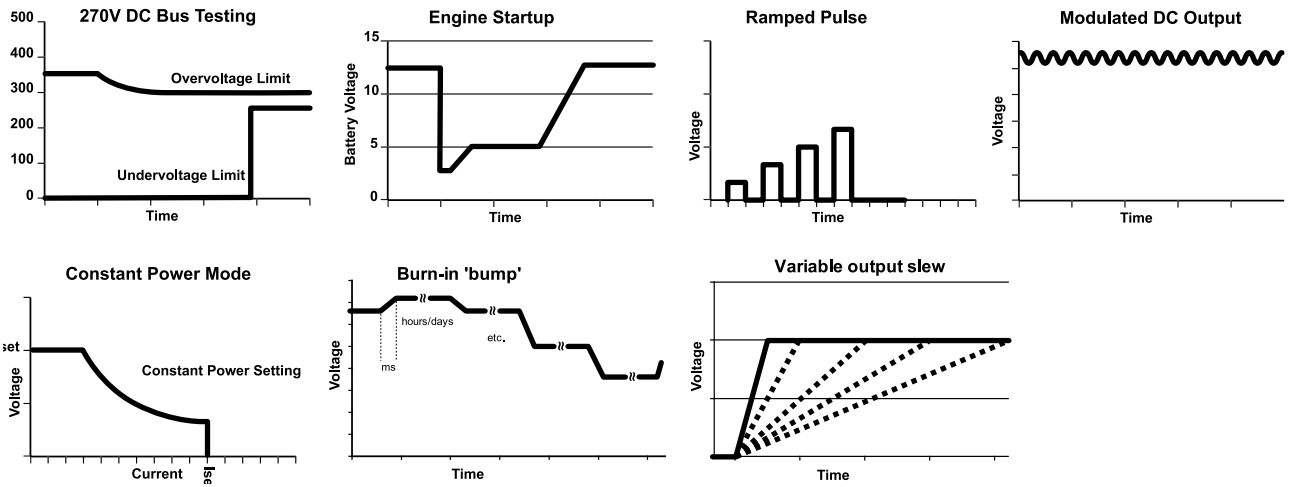 270V DC Bus Testing
500
400
300
200
100
0
Overvoltage Limit
Undervoltage Limit
Time
Engine Startup
15
10
5
0
Battery Voltage
Time
Ramped Pulse
Voltage
Time
Modulated DC Output
Voltage
Time
Constant Power Mode
set
Voltage
Constant Power Setting
Current
Ise
Burn-in 'bump'
hours/days
etc.
ms
Voltage
Time
Variable output slew
Voltage
Time